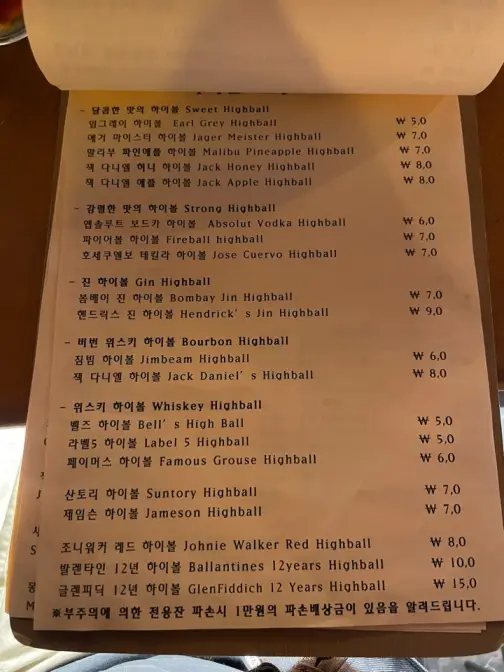 - 달콤한 맛의 하이볼 Sweet Highball
얼그레이 하이볼 Earl Grey Highball ₩ 5,0
예거 마이스터 하이볼 Jager Meister Highball ₩ 7,0
말리부 파인애플 하이볼 Malibu Pineapple Highball ₩ 7,0
잭 다니엘 허니 하이볼 Jack Honey Highball ₩ 8,0
잭 다니엘 애플 하이볼 Jack Apple Highball ₩ 8,0
- 강렬한 맛의 하이볼 Strong Highball
앱솔루트 보드카 하이볼 Absolut Vodka Highball ₩ 6,0
파이어볼 하이볼 Fireball highball ₩ 7,0
호세쿠엘보 테킬라 하이볼 Jose Cuervo Highball ₩ 7,0
- 진 하이볼 Gin Highball
봄베이 진 하이볼 Bombay Jin Highball ₩ 7,0
헨드릭스 진 하이볼 Hendrick's Jin Highball ₩ 9,0
- 버번 위스키 하이볼 Bourbon Highball
짐빔 하이볼 Jimbeam Highball ₩ 6,0
잭 다니엘 하이볼 Jack Daniel's Highball ₩ 8,0
- 위스키 하이볼 Whiskey Highball
벨즈 하이볼 Bell's High Ball ₩ 5,0
라벨5 하이볼 Label 5 Highball ₩ 5,0
페이머스 하이볼 Famous Grouse Highball ₩ 6,0
산토리 하이볼 Suntory Highball ₩ 7,0
제임슨 하이볼 Jameson Highball ₩ 7,0
조니워커 레드 하이볼 Johnie Walker Red Highball ₩ 8,0
발렌타인 12년 하이볼 Ballantines 12years Highball ₩ 10,0
글랜피딕 12년 하이볼 GlenFiddich 12 Years Highball ₩ 15,0
※부주의에 의한 전용잔 파손시 1만원의 파손배상금이 있음을 알려드립니다.